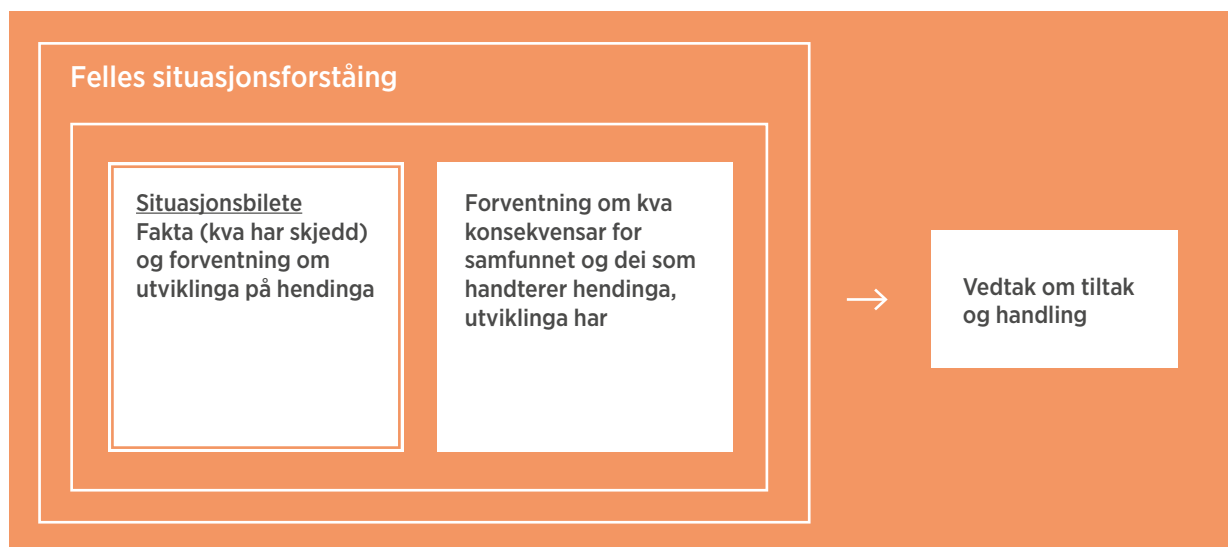 Felles situasjonsforståing
Situasjonsbilete
Fakta (kva har skjedd)
og forventning om
utviklinga på hendinga
Forventning om kva
konsekvensar for
samfunnet og dei som
handterer hendinga,
utviklinga har
Vedtak om tiltak
og handling